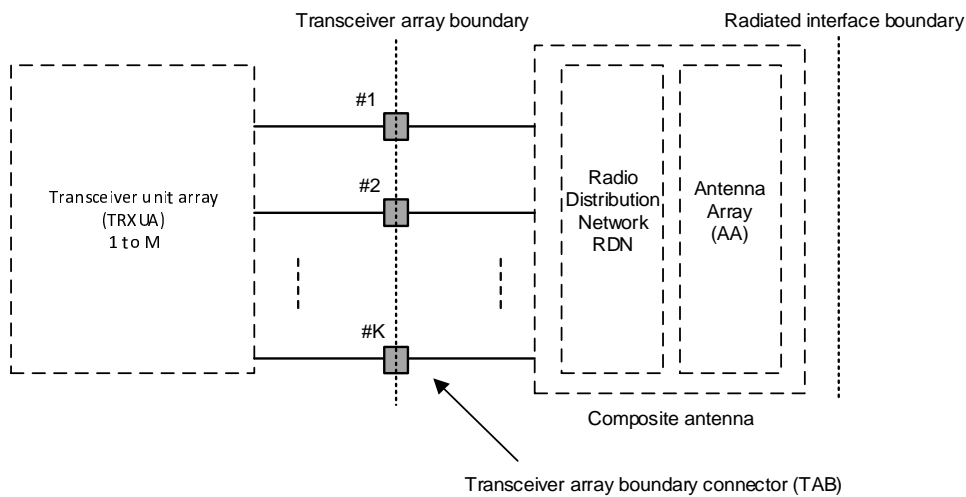 Transceiver array boundary
Radiated interface boundary
#1
#2
#K
Transceiver unit array
(TRXUA)
1 to M
Radio
Distribution
Network
RDN
Antenna
Array
(AA)
Composite antenna
Transceiver array boundary connector (TAB)